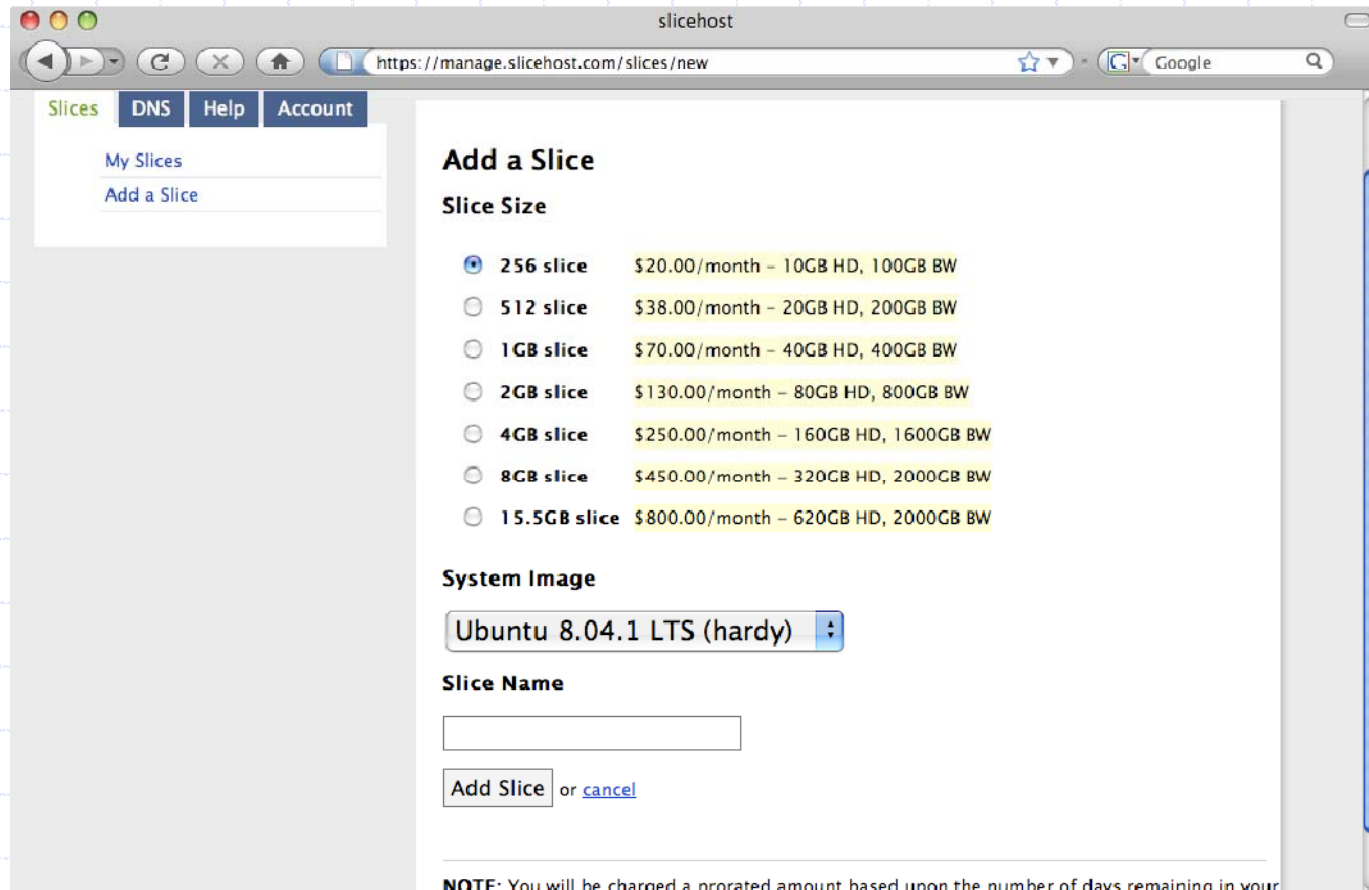 slicehost
https://manage.slicehost.com/slices/new
Google
Slices DNS Help Account
My Slices
Add a Slice
Add a Slice
Slice Size
256 slice $20.00/month – 10GB HD, 100GB BW
512 slice $38.00/month – 20GB HD, 200GB BW
1GB slice $70.00/month – 40GB HD, 400GB BW
2GB slice $130.00/month – 80GB HD, 800GB BW
4GB slice $250.00/month – 160GB HD, 1600GB BW
8GB slice $450.00/month – 320GB HD, 2000GB BW
15.5GB slice $800.00/month – 620GB HD, 2000GB BW
System Image
Ubuntu 8.04.1 LTS (hardy)
Slice Name
Add Slice or cancel
NOTE: You will be charged a prorated amount based upon the number of days remaining in your